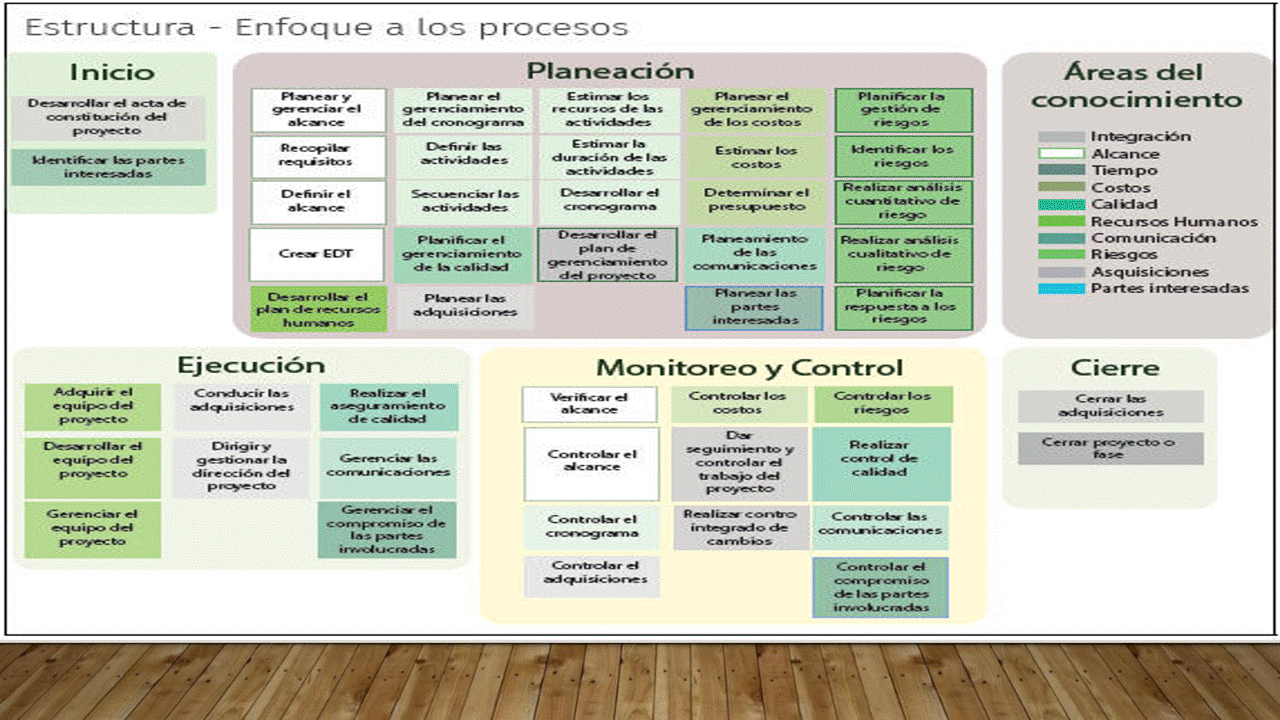 Estructura - Enfoque a los procesos
Inicio
Desarrollar el acta de
constitución del
proyecto
Identificar las partes
interesadas
Planeación
Planear y
gerenciar el
alcance
Planear el
gerenciamiento
del cronograma
Estimar los
recursos de las
actividades
Planear el
gerenciamiento
de los costos
Planificar la
gestión de
riesgos
Recopilar
requisitos
Definir las
actividades
Estimar la
duración de las
actividades
Estimar los
costos
Identificar los
riesgos
Definir el
alcance
Secuenciar las
actividades
Desarrollar el
cronograma
Determinar el
presupuesto
Realizar análisis
cuantitativo de
riesgo
Crear EDT
Planificar el
gerenciamiento
de la calidad
Desarrollar el
plan de
gerenciamiento
del proyecto
Planeamiento
de las
comunicaciones
Realizar análisis
cualitativo de
riesgo
Desarrollar el
plan de recursos
humanos
Planear las
adquisiciones
Planear las
partes
interesadas
Planificar la
respuesta a los
riesgos
Áreas del
conocimiento
Integración
Alcance
Tiempo
Costos
Calidad
Recursos Humanos
Comunicación
Riesgos
Asquisiciones
Partes interesadas
Ejecución
Adquirir el
equipo del
proyecto
Conducir las
adquisiciones
Realizar el
aseguramiento
de calidad
Desarrollar el
equipo del
proyecto
Dirigir y
gestionar la
dirección del
proyecto
Gerenciar las
comunicaciones
Gerenciar el
equipo del
proyecto
Gerenciar el
compromiso de
las partes
involucradas
Monitoreo y Control
Verificar el
alcance
Controlar los
costos
Controlar los
riesgos
Controlar el
alcance
Dar
seguimiento y
controlar el
trabajo del
proyecto
Realizar
control de
calidad
Controlar el
cronograma
Realizar contro
integrado de
cambios
Controlar las
comunicaciones
Controlar el
adquisiciones
Controlar el
compromiso
de las partes
involucradas
Cierre
Cerrar las
adquisiciones
Cerrar proyecto o
fase